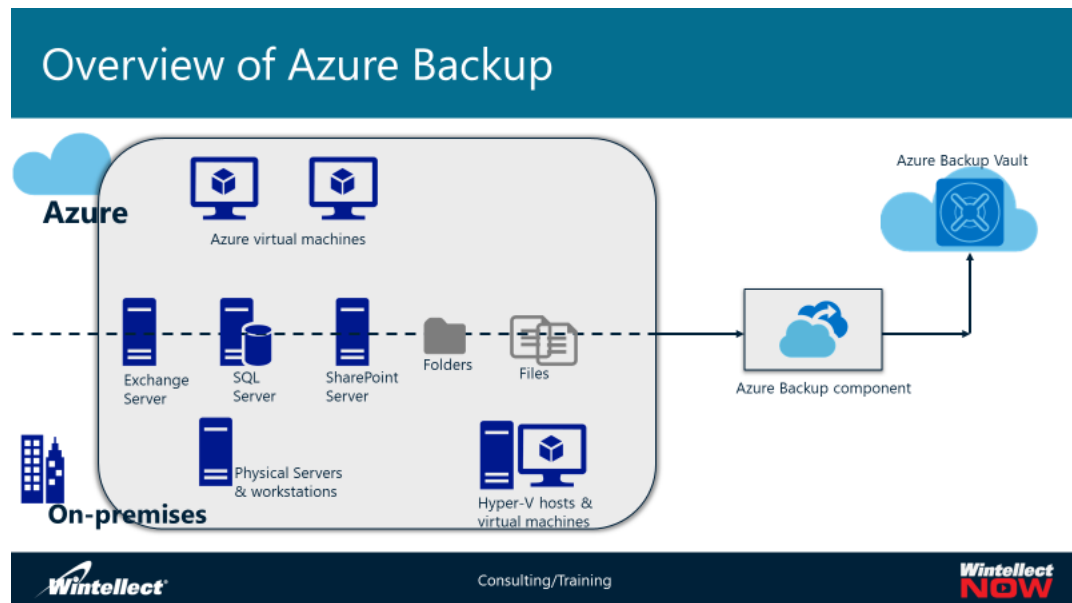 Overview of Azure Backup
Azure Backup Vault
Azure
Azure virtual machines
Exchange
Server
SQL
Server
SharePoint
Server
Folders
Files
Azure Backup component
Physical Servers
& workstations
Hyper-V hosts &
virtual machines
On-premises
Wintellect
Consulting/Training
Wintellect
NOW